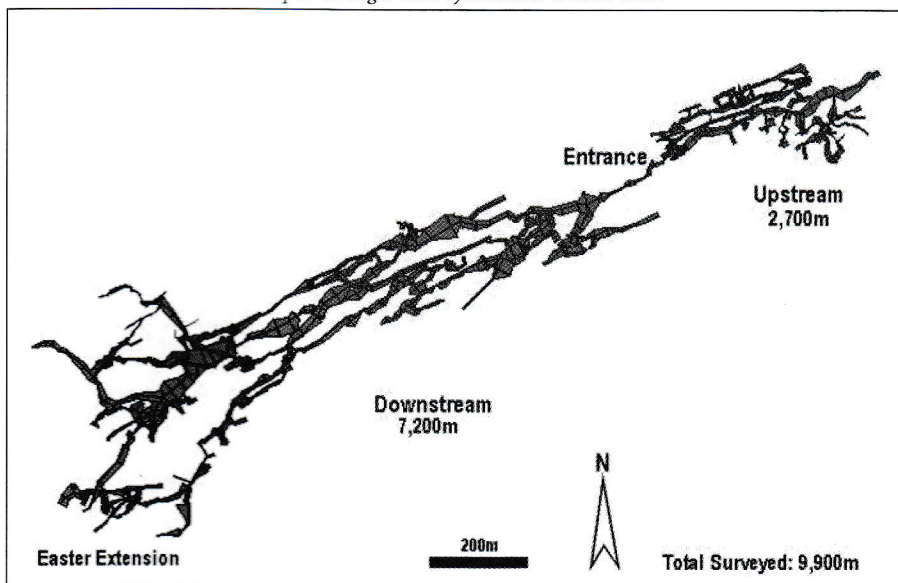 Entrance
Upstream
2,700m
Downstream
7,200m
N
200m
Easter Extension
Total Surveyed: 9,900m